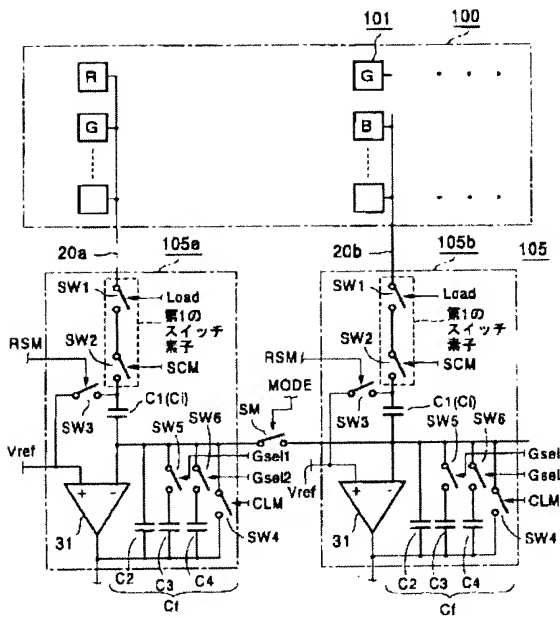 101
100
R
G
G
B
20a
105a
20b
105b
105
SW1
Load
第1の
スイッチ
素子
RSM
SW2
SCM
SW3
C1(Ci)
Vref
SW5
SW6
Gsel1
Gsel2
CLM
SW4
31
C2
C3
C4
Cf
SM
MODE
SW1
Load
第1の
スイッチ
素子
RSM
SW2
SCM
SW3
C1(Ci)
Vref
SW5
SW6
Gsel
Gsel
CLM
SW4
31
C2
C3
C4
Cf